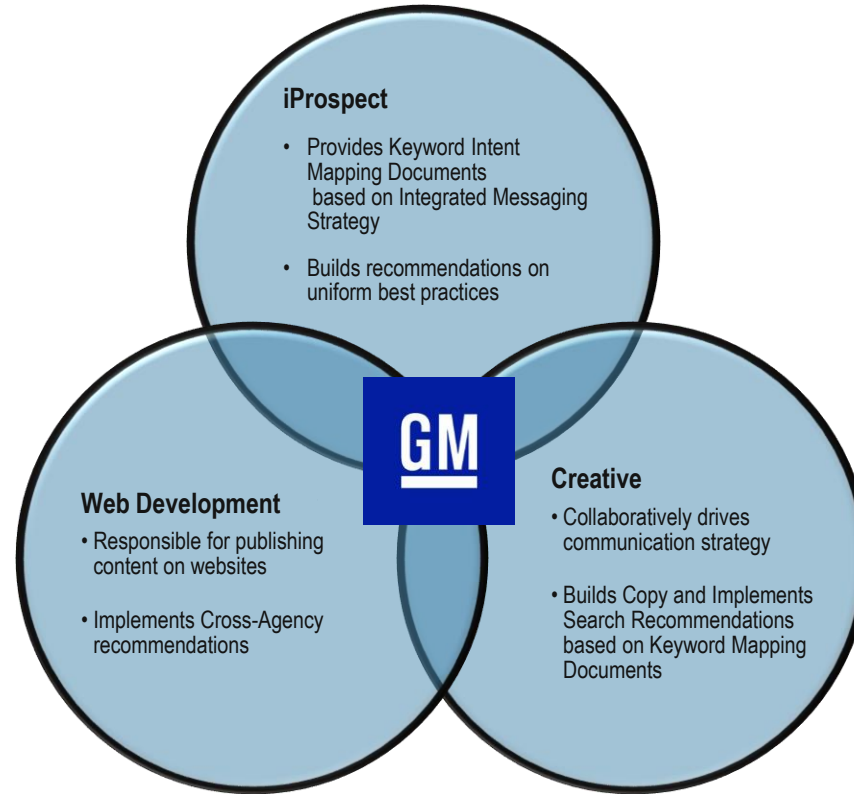 iProspect
• Provides Keyword Intent
Mapping Documents
based on Integrated Messaging
Strategy
• Builds recommendations on
uniform best practices
GM
Web Development
• Responsible for publishing
content on websites
• Implements Cross-Agency
recommendations
Creative
• Collaboratively drives
communication strategy
• Builds Copy and Implements
Search Recommendations
based on Keyword Mapping
Documents